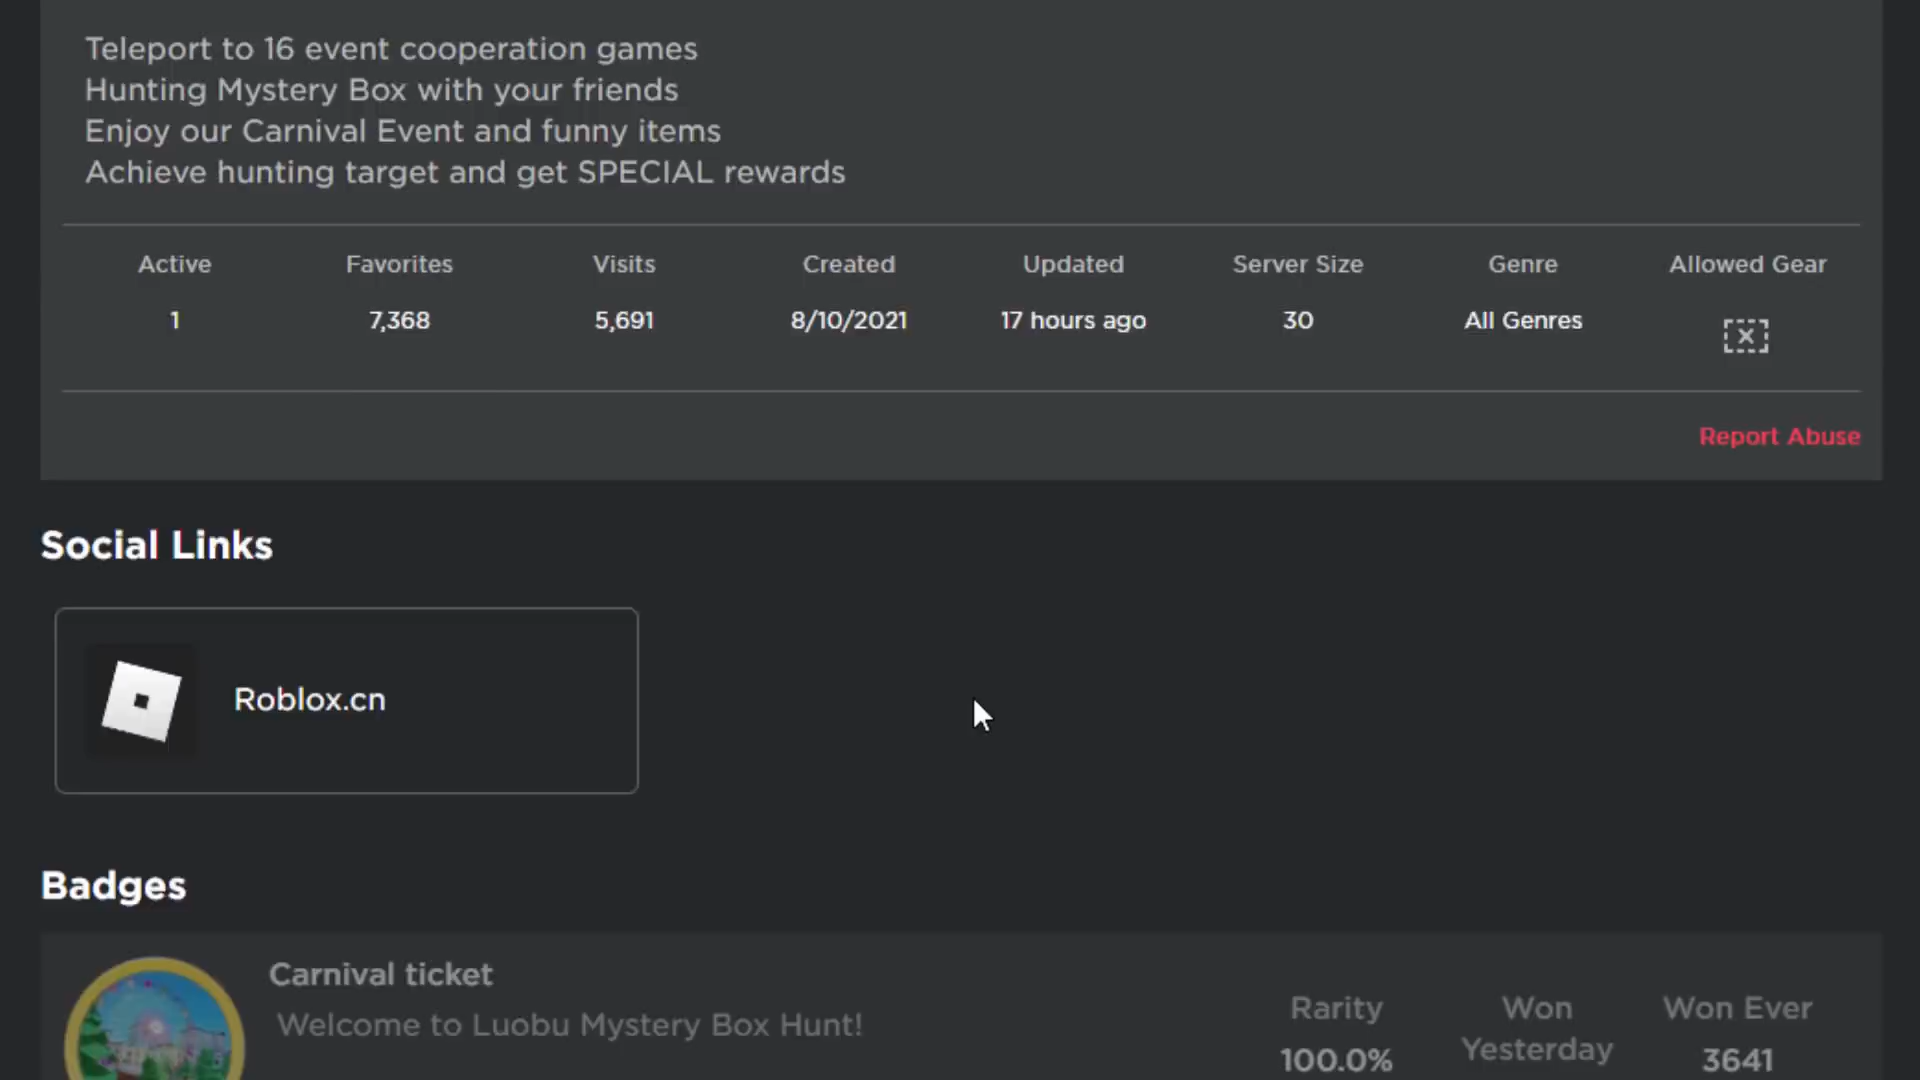 Teleport to 16 event cooperation games
Hunting Mystery Box with your friends
Enjoy our Carnival Event and funny items
Achieve hunting target and get SPECIAL rewards
Active Favorites Visits Created Updated Server Size Genre Allowed Gear
1 7,368 5,691 8/10/2021 17 hours ago 30 All Genres
Report Abuse
Social Links
Roblox.cn
Badges
Carnival ticket
Welcome to Luobu Mystery Box Hunt!
Rarity Won Yesterday Won Ever
100.0% 3641